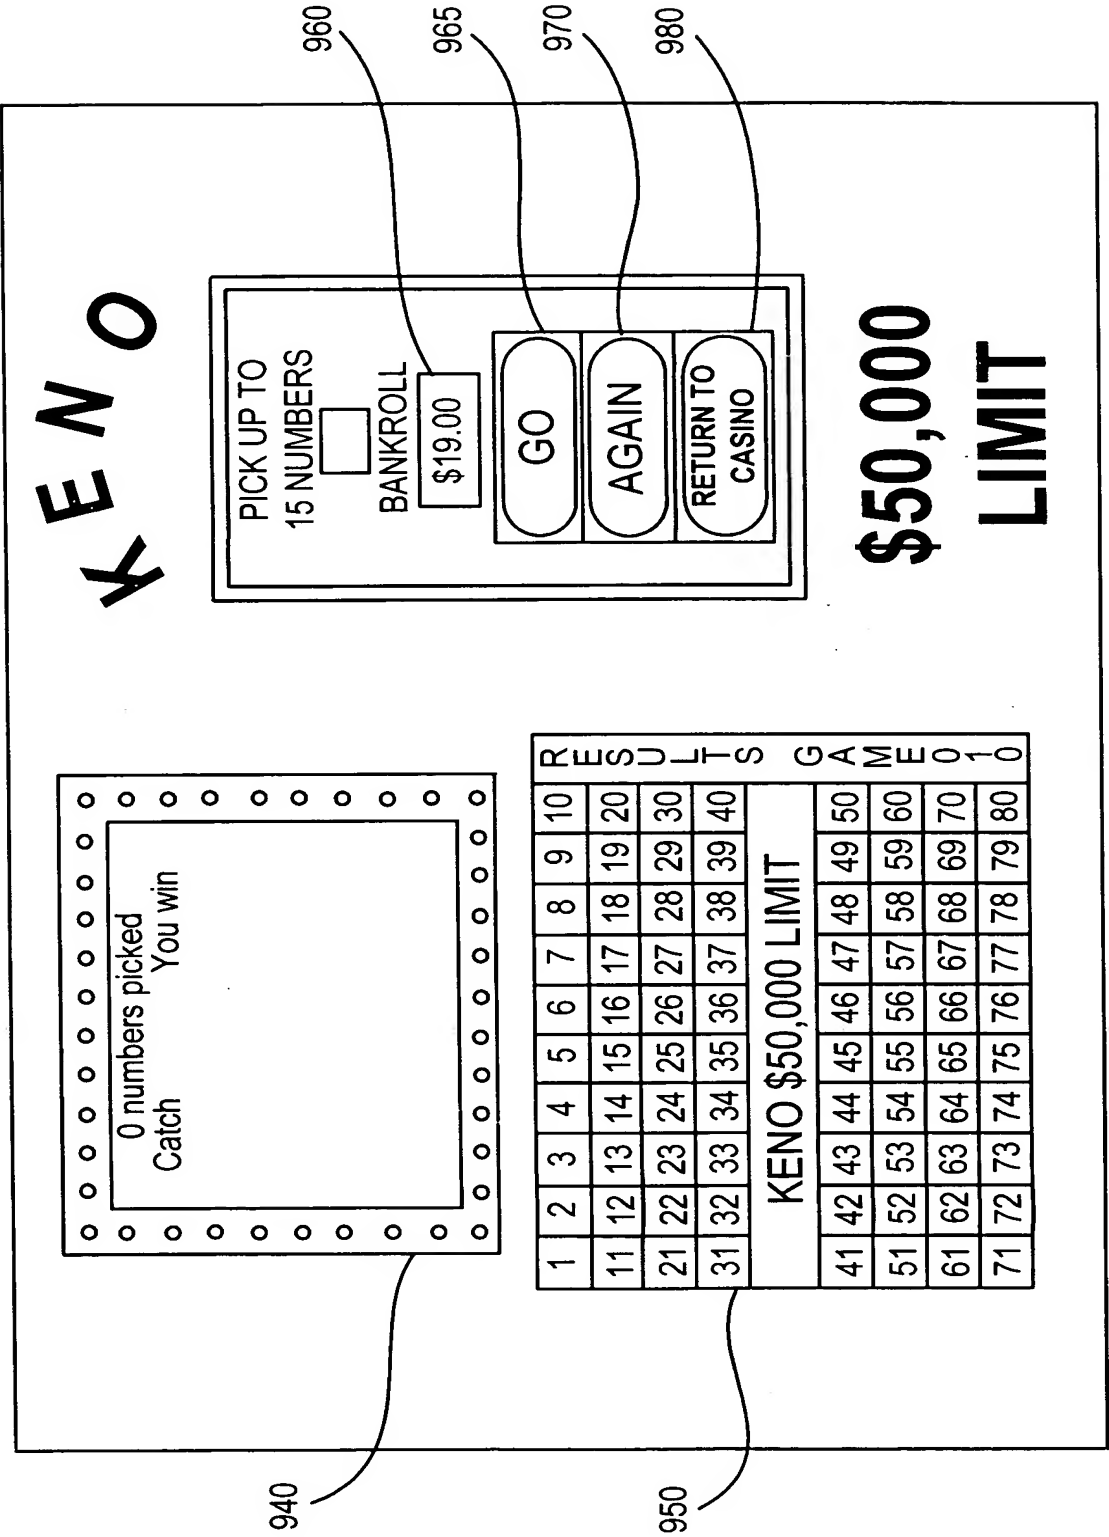 KENO
940
0 numbers picked
Catch You win
PICK UP TO
15 NUMBERS
BANKROLL
$19.00
960
GO
965
AGAIN
970
RETURN TO
CASINO
980
$50,000
LIMIT
950
1 2 3 4 5 6 7 8 9 10
11 12 13 14 15 16 17 18 19 20
21 22 23 24 25 26 27 28 29 30
31 32 33 34 35 36 37 38 39 40
KENO $50,000 LIMIT
41 42 43 44 45 46 47 48 49 50
51 52 53 54 55 56 57 58 59 60
61 62 63 64 65 66 67 68 69 70
71 72 73 74 75 76 77 78 79 80
RESULTS GAME 010